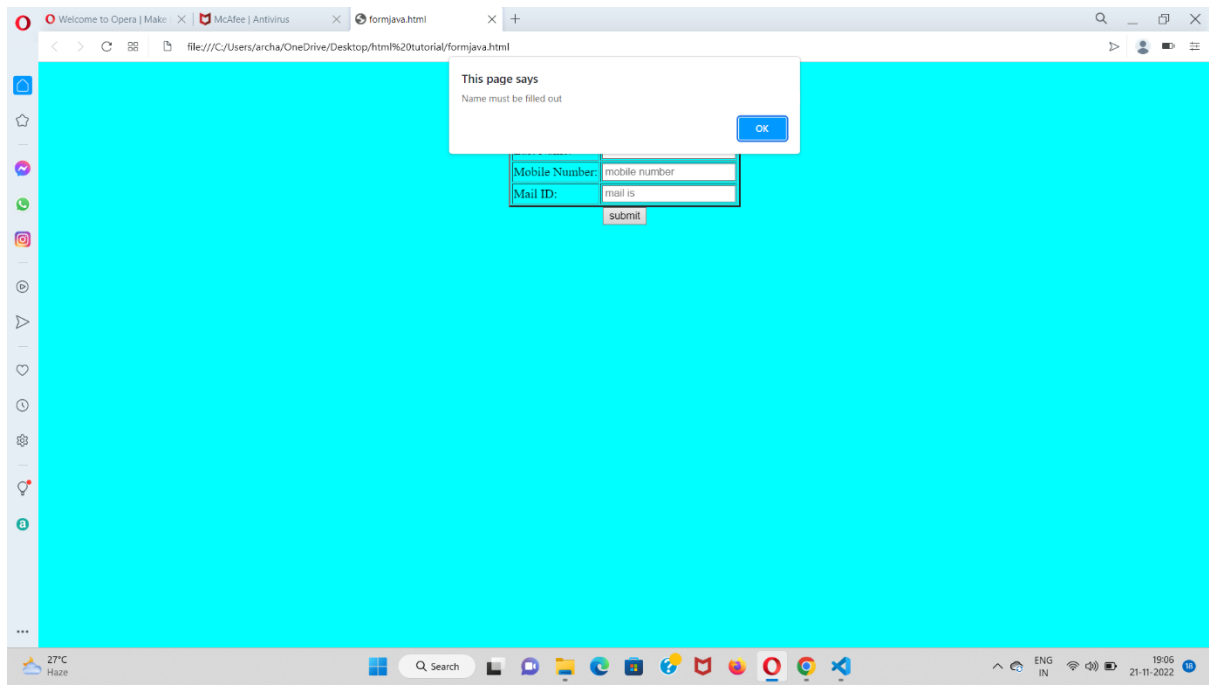 Welcome to Opera | Make
McAfee | Antivirus
formjava.html
file:///C:/Users/archa/OneDrive/Desktop/html%20tutorial/formjava.html
This page says
Name must be filled out
OK
Mobile Number: mobile number
Mail ID: mail is
submit
27°C
Haze
Search
ENG
IN
19:06
21-11-2022
18